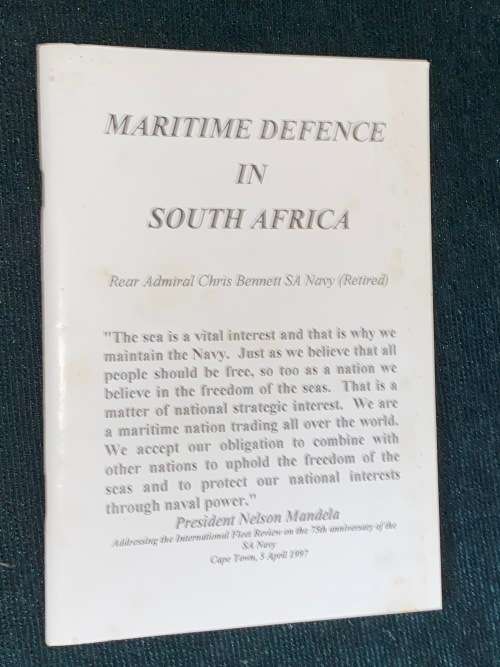 MARITIME DEFENCE
IN
SOUTH AFRICA
Rear Admiral Chris Bennett SA Navy (Retired)
"The sea is a vital interest and that is why we
maintain the Navy. Just as we believe that all
people should be free, so too as a nation we
believe in the freedom of the seas. That is a
matter of national strategic interest. We are
a maritime nation trading all over the world.
We accept our obligation to combine with
other nations to uphold the freedom of the
seas and to protect our national interests
through naval power."
President Nelson Mandela
Addressing the International Fleet Review on the 75th anniversary of the
SA Navy
Cape Town, 5 April 1997